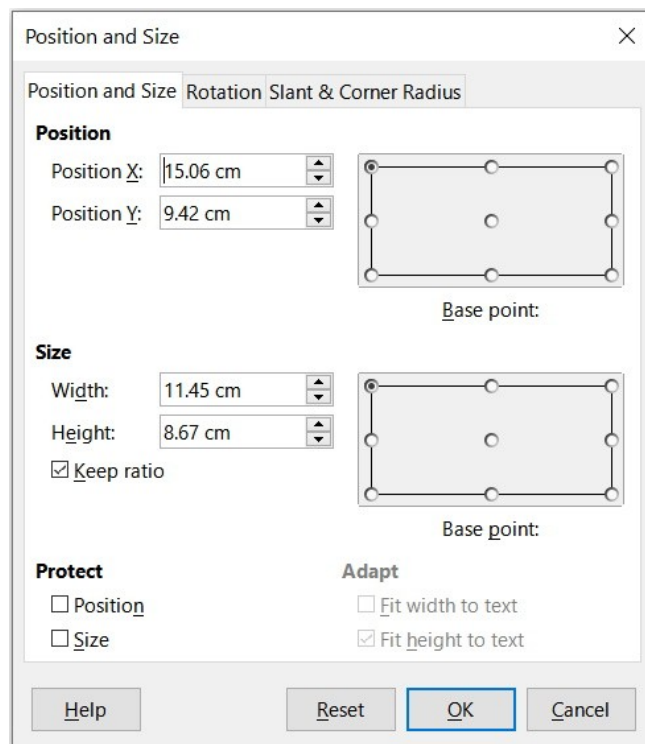 Position and Size
Position and Size Rotation Slant & Corner Radius
Position
Position X: 15.06 cm
Position Y: 9.42 cm
Base point:
Size
Width: 11.45 cm
Height: 8.67 cm
Keep ratio
Base point:
Protect Adapt
Position Fit width to text
Size Fit height to text
Help Reset OK Cancel